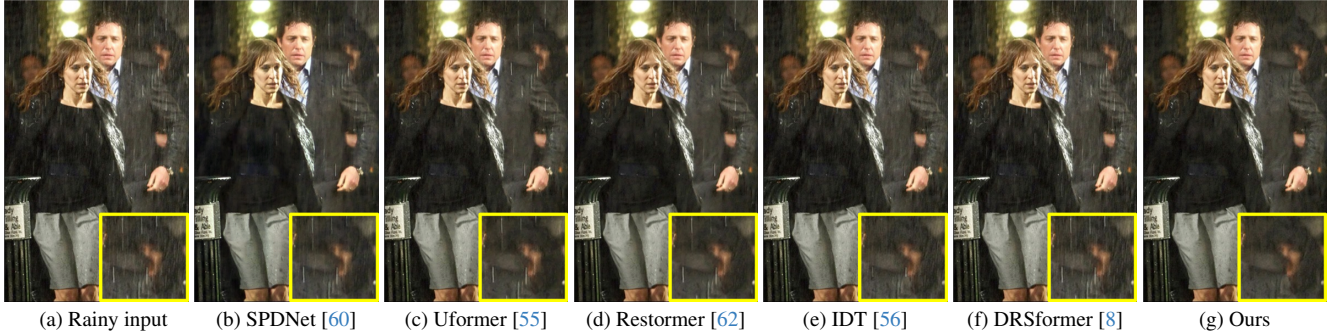 (a) Rainy input
(b) SPDNet [60]
(c) Uformer [55]
(d) Restormer [62]
(e) IDT [56]
(f) DRSformer [8]
(g) Ours